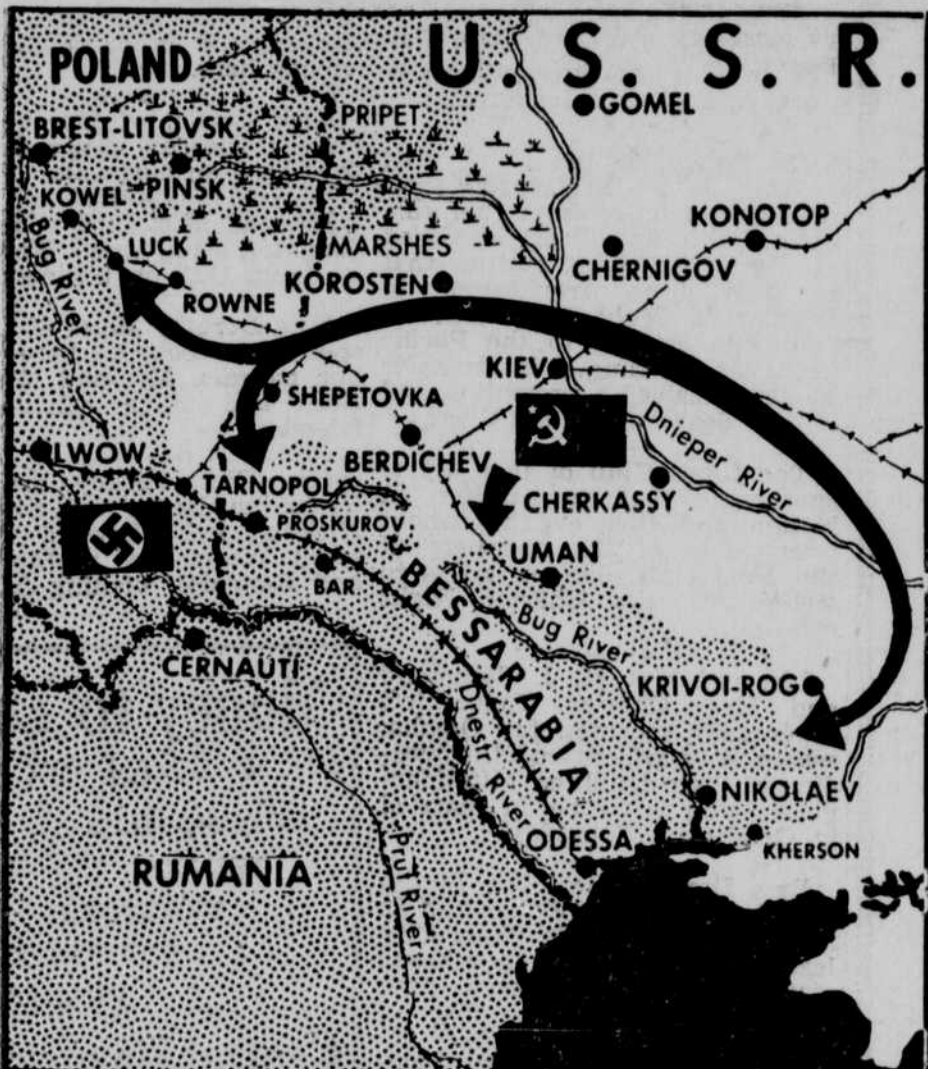 U. S. S. R.
POLAND
GOMEL
PRIPET
BREST-LITOVSK
PINSK
KOWEL
KONOTOP
LUCK
MARSHES
CHERNIGOV
Bug River
KOROSTEN
ROWNE
KIEV
SHEPETOVKA
Dnieper River
LWOW
BERDICHEV
TARNOPOL
CHERKASSY
PROSKUROV
UMAN
BAR
BESSARABIA
Bug River
CERNAUTI
KRIVOI-ROG
Dnestr River
NIKOLAEV
ODESSA
KHERSON
RUMANIA
Prut River